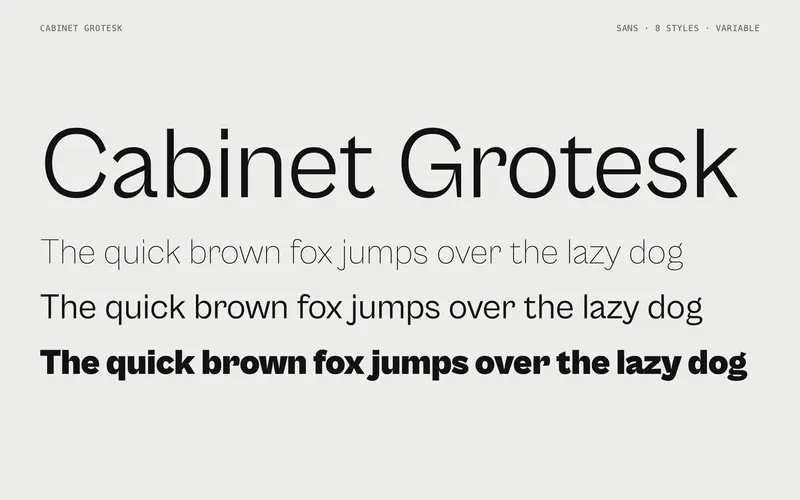 CABINET GROTESK
SANS · 8 STYLES · VARIABLE
Cabinet Grotesk
The quick brown fox jumps over the lazy dog
The quick brown fox jumps over the lazy dog
The quick brown fox jumps over the lazy dog